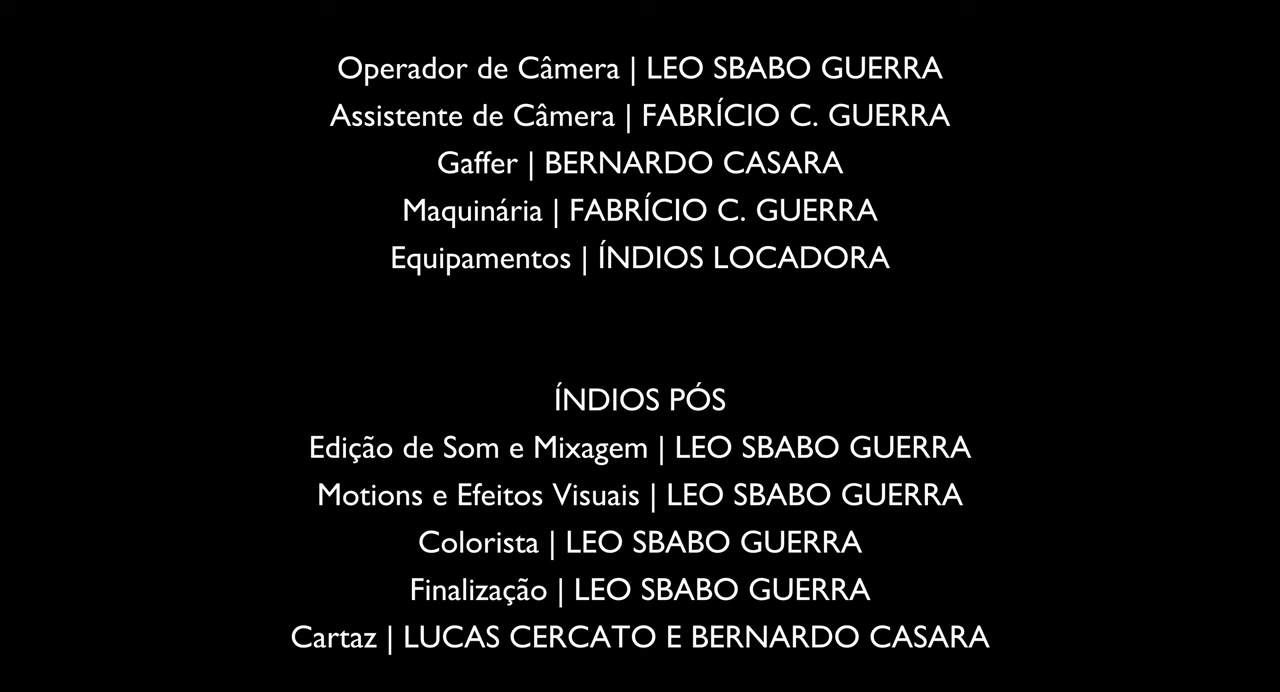 Operador de Câmera | LEO SBABO GUERRA
Assistente de Câmera | FABRÍCIO C. GUERRA
Gaffer | BERNARDO CASARA
Maquinária | FABRÍCIO C. GUERRA
Equipamentos | ÍNDIOS LOCADORA
ÍNDIOS PÓS
Edição de Som e Mixagem | LEO SBABO GUERRA
Motions e Efeitos Visuais | LEO SBABO GUERRA
Colorista | LEO SBABO GUERRA
Finalização | LEO SBABO GUERRA
Cartaz | LUCAS CERCATO E BERNARDO CASARA